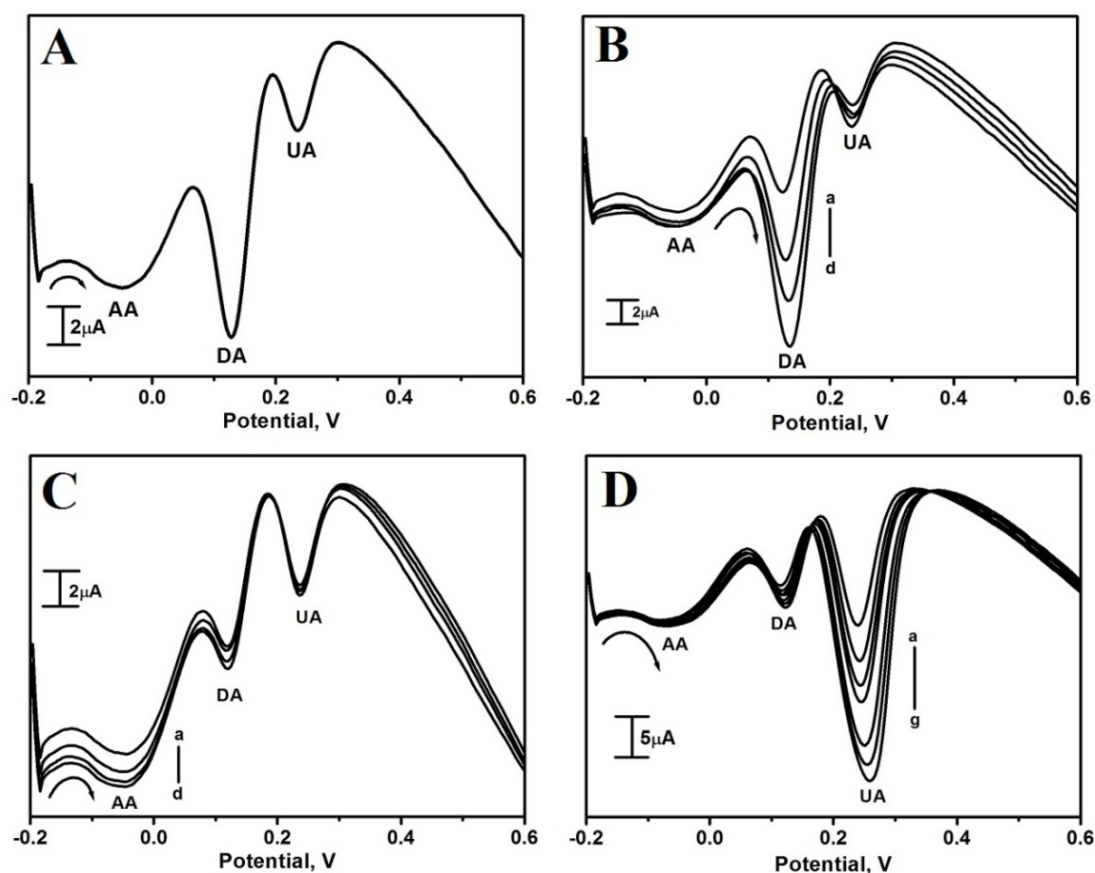 A
AA
DA
UA
2μA
-0.2 0.0 0.2 0.4 0.6
Potential, V
B
AA
DA
UA
a
d
2μA
-0.2 0.0 0.2 0.4 0.6
Potential, V
C
2μA
AA
DA
UA
a
d
-0.2 0.0 0.2 0.4 0.6
Potential, V
D
AA
DA
UA
a
g
5μA
-0.2 0.0 0.2 0.4 0.6
Potential, V